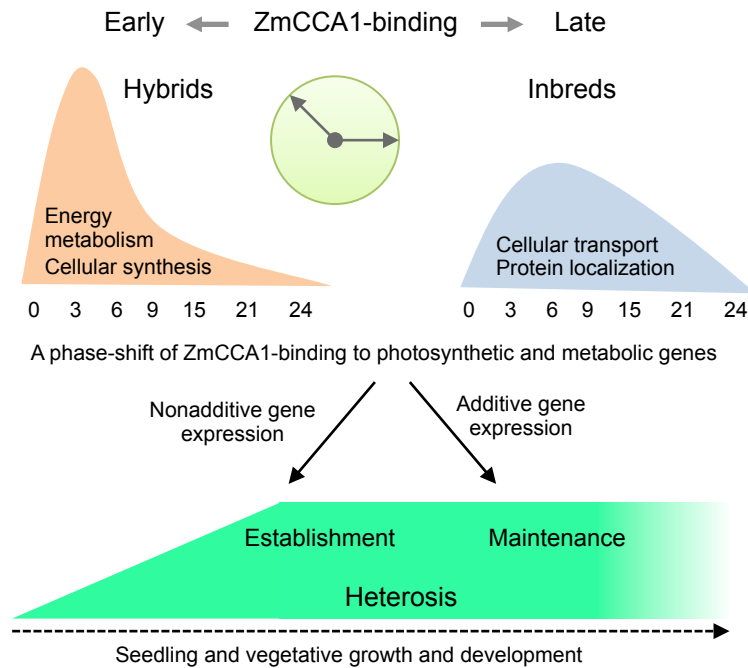 Early ZmCCA1-binding Late
Hybrids
Inbreds
Energy
metabolism
Cellular synthesis
Cellular transport
Protein localization
0 3 6 9 15 21 24
0 3 6 9 15 21 24
A phase-shift of ZmCCA1-binding to photosynthetic and metabolic genes
Nonadditive gene
expression
Additive gene
expression
Establishment
Maintenance
Heterosis
Seedling and vegetative growth and development